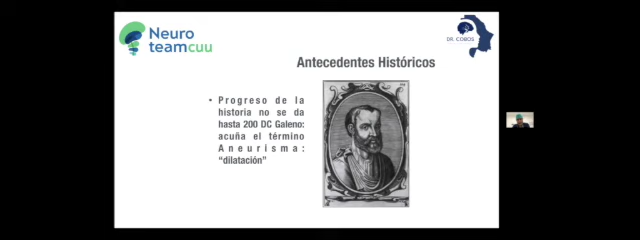 Neuro
teamcuu
DR. COBOS
Antecedentes Históricos
• Progreso de la
historia no se da
hasta 200 DC Galeno:
acuña el término
Aneurisma:
“dilatación”